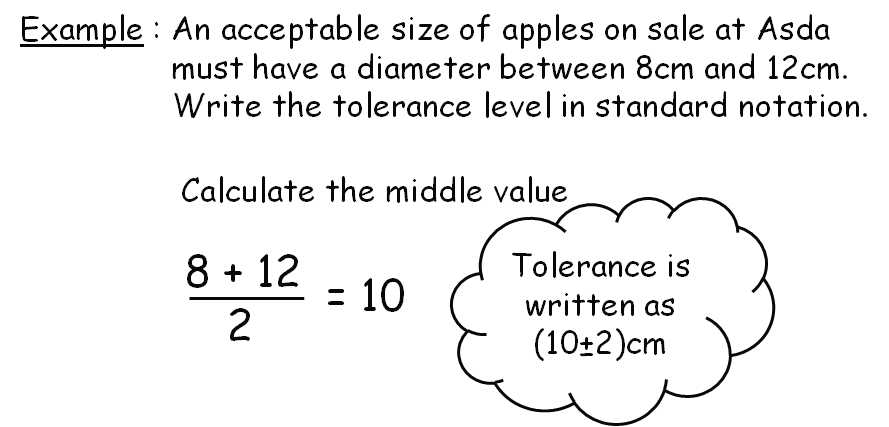 Example : An acceptable size of apples on sale at Asda
must have a diameter between 8cm and 12cm.
Write the tolerance level in standard notation.
Calculate the middle value
8 + 12
2
= 10
Tolerance is
written as
(10±2)cm